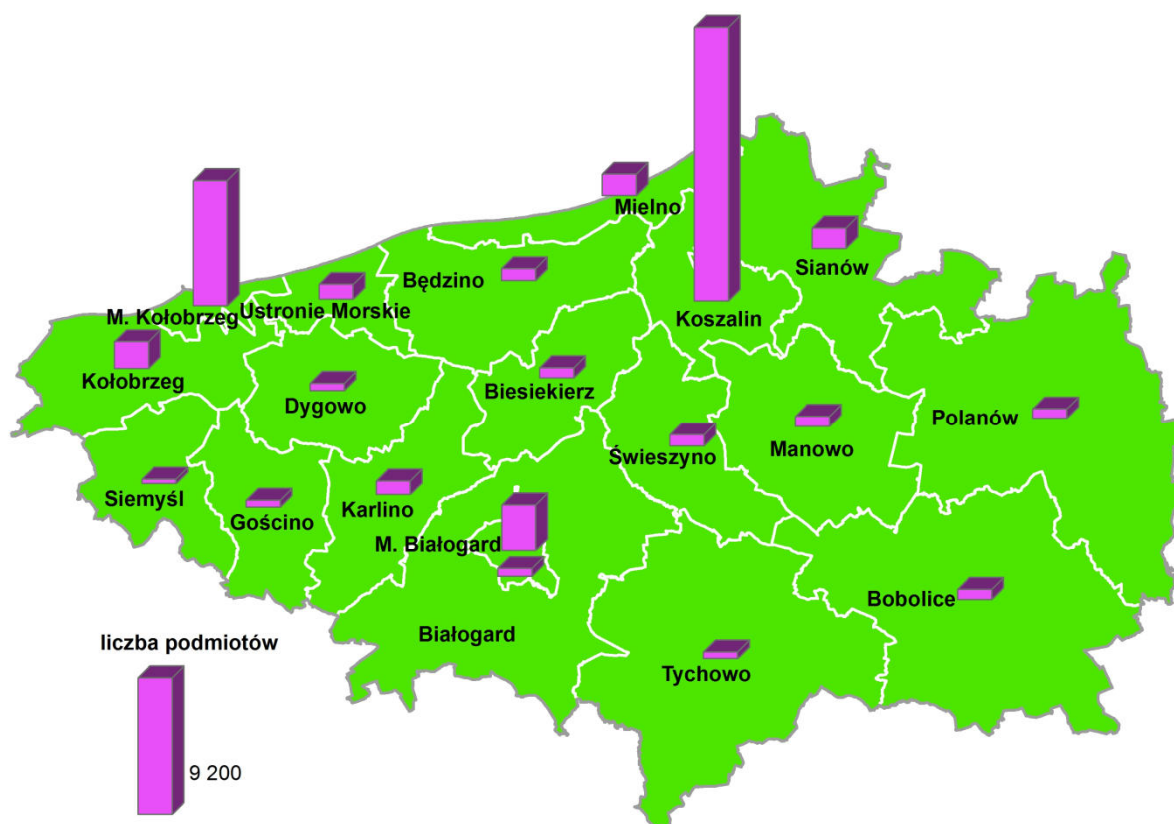 Mielno
Sianów
Będzino
M. Kołobrzeg
Ustronie Morskie
Koszalin
Kołobrzeg
Dygowo
Biesiekierz
Polanów
Manowo
Świeszyno
Siemyśl
Gościno
Karlino
M. Białogard
Bobolice
Białogard
Tychowo
liczba podmiotów
9 200